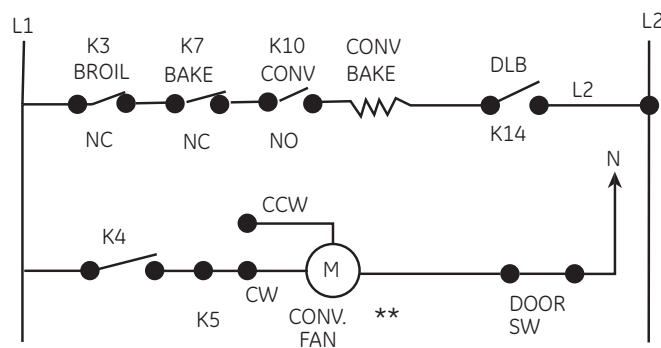 L1
L2
K3
BROIL
K7
BAKE
K10
CONV
CONV
BAKE
DLB
L2
NC
NC
NO
K14
N
CCW
K4
M
CW
K5
CONV.
FAN
**
DOOR
SW